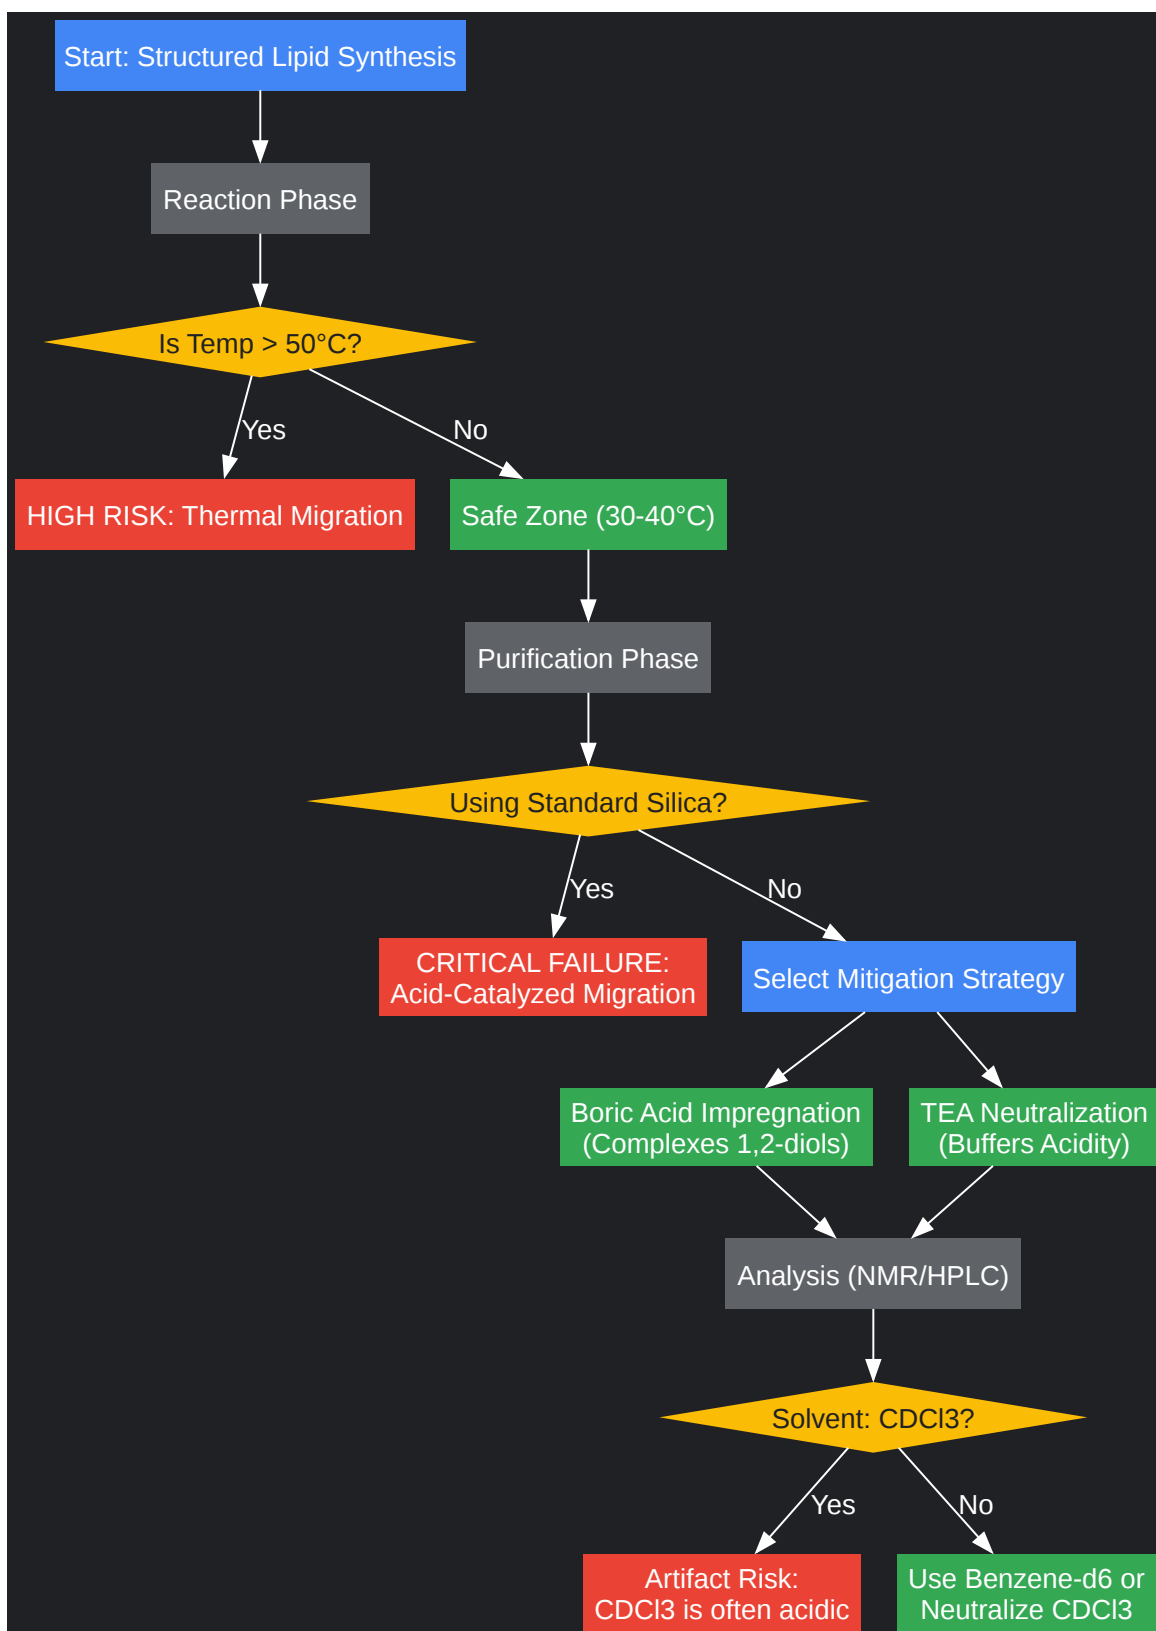 Start: Structured Lipid Synthesis
Reaction Phase
Is Temp > 50°C?
Yes
No
HIGH RISK: Thermal Migration
Safe Zone (30-40°C)
Purification Phase
Using Standard Silica?
Yes
No
CRITICAL FAILURE:
Acid-Catalyzed Migration
Select Mitigation Strategy
Boric Acid Impregnation
(Complexes 1,2-diols)
TEA Neutralization
(Buffers Acidity)
Analysis (NMR/HPLC)
Solvent: CDCl3?
Yes
No
Artifact Risk:
CDCl3 is often acidic
Use Benzene-d6 or
Neutralize CDCl3